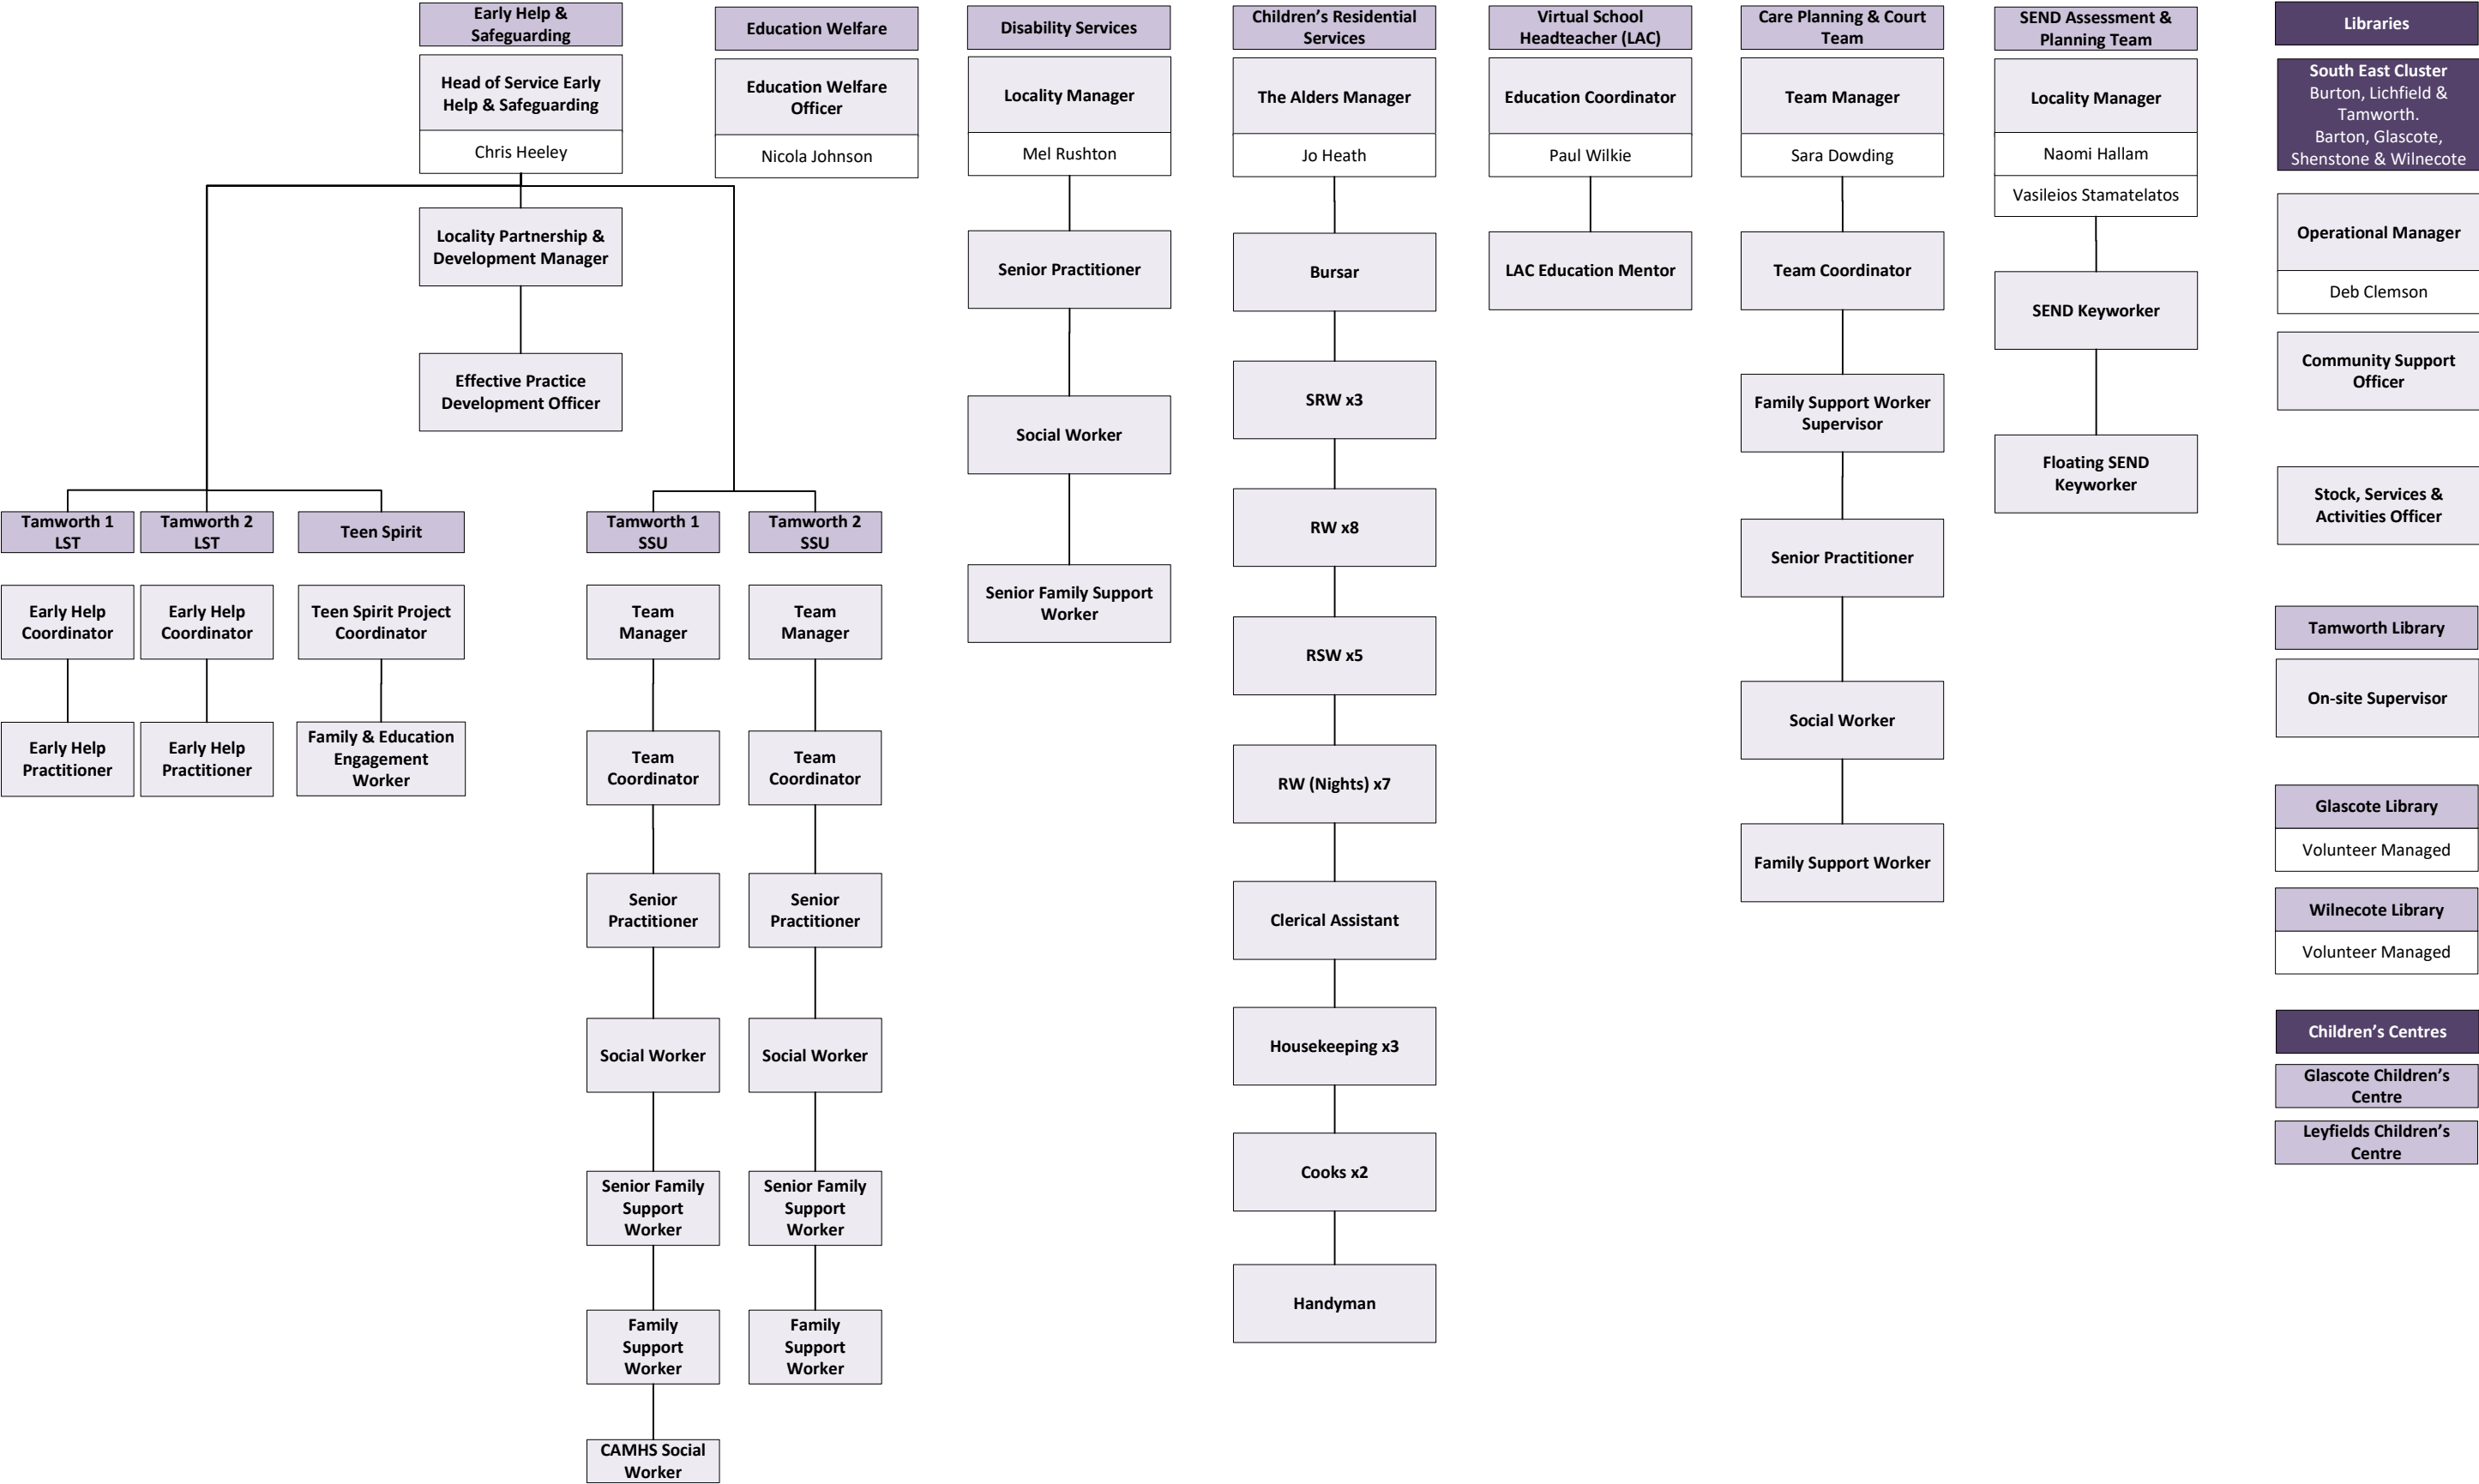 Early Help &
Safeguarding
Head of Service Early
Help & Safeguarding
Chris Heeley
Locality Partnership &
Development Manager
Effective Practice
Development Officer
Tamworth 1
LST
Early Help
Coordinator
Early Help
Practitioner
Tamworth 2
LST
Early Help
Coordinator
Early Help
Practitioner
Teen Spirit
Teen Spirit Project
Coordinator
Family & Education
Engagement
Worker
Tamworth 1
SSU
Team
Manager
Team
Coordinator
Senior
Practitioner
Social Worker
Senior Family
Support
Worker
Family
Support
Worker
CAMHS Social
Worker
Tamworth 2
SSU
Team
Manager
Team
Coordinator
Senior
Practitioner
Social Worker
Senior Family
Support
Worker
Family
Support
Worker
Education Welfare
Education Welfare
Officer
Nicola Johnson
Disability Services
Locality Manager
Mel Rushton
Senior Practitioner
Social Worker
Senior Family Support
Worker
Children’s Residential
Services
The Alders Manager
Jo Heath
Bursar
SRW x3
RW x8
RSW x5
RW (Nights) x7
Clerical Assistant
Housekeeping x3
Cooks x2
Handyman
Virtual School
Headteacher (LAC)
Education Coordinator
Paul Wilkie
LAC Education Mentor
Care Planning & Court
Team
Team Manager
Sara Dowding
Team Coordinator
Family Support Worker
Supervisor
Senior Practitioner
Social Worker
Family Support Worker
SEND Assessment &
Planning Team
Locality Manager
Naomi Hallam
Vasileios Stamatelatos
SEND Keyworker
Floating SEND
Keyworker
Libraries
South East Cluster
Burton, Lichfield &
Tamworth.
Barton, Glascote,
Shenstone & Wilnecote
Operational Manager
Deb Clemson
Community Support
Officer
Stock, Services &
Activities Officer
Tamworth Library
On-site Supervisor
Glascote Library
Volunteer Managed
Wilnecote Library
Volunteer Managed
Children’s Centres
Glascote Children’s
Centre
Leyfields Children’s
Centre